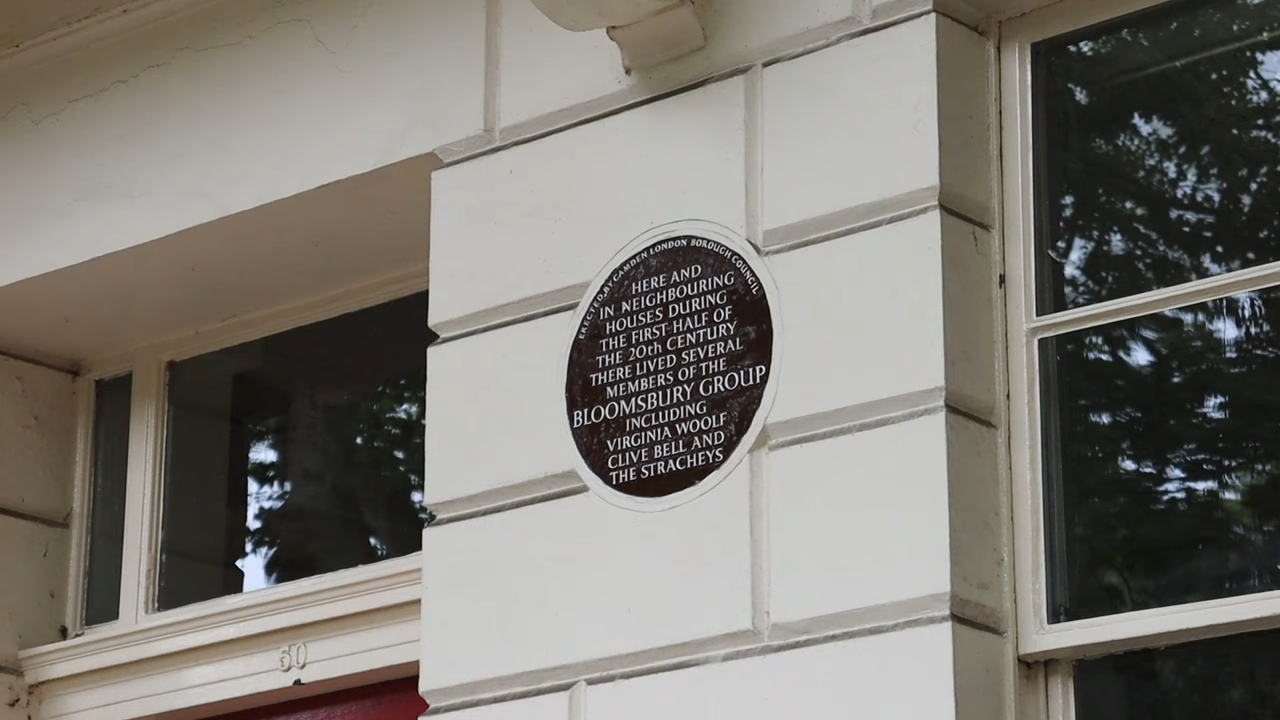 ERECTED BY CAMDEN LONDON BOROUGH COUNCIL
HERE AND
IN NEIGHBOURING
HOUSES DURING
THE FIRST HALF OF
THE 20th CENTURY
THERE LIVED SEVERAL
MEMBERS OF THE
BLOOMSBURY GROUP
INCLUDING
VIRGINIA WOOLF
CLIVE BELL AND
THE STRACHEYS
50